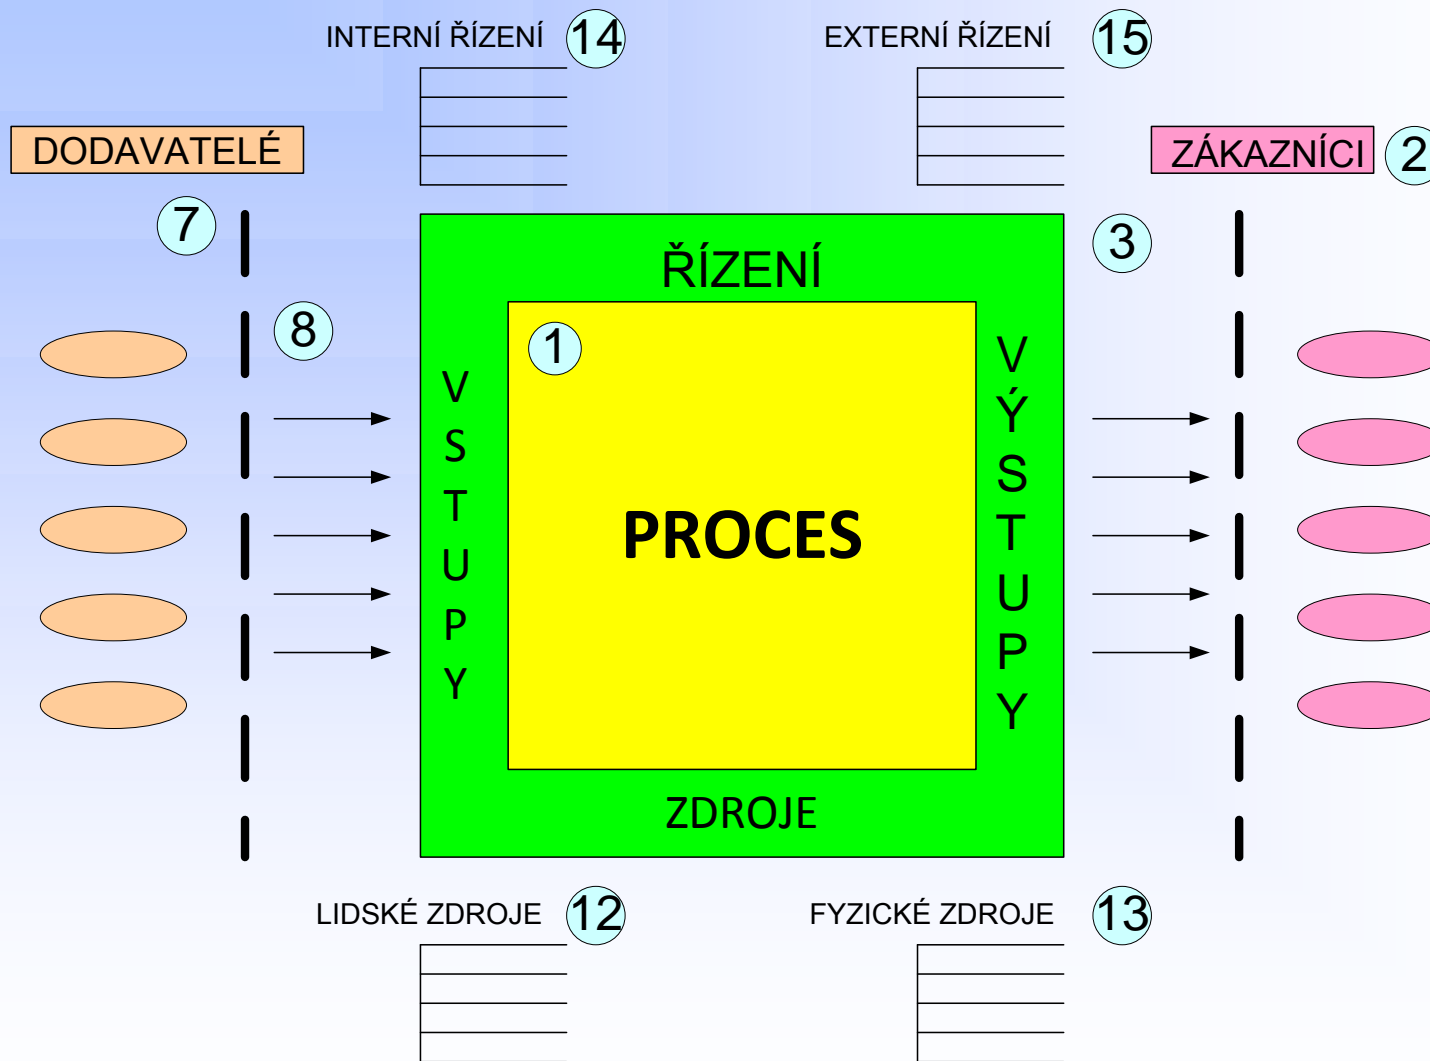 INTERNÍ ŘÍZENÍ 14
EXTERNÍ ŘÍZENÍ 15
DODAVATELÉ
ZÁKAZNÍCI 2
7
3
ŘÍZENÍ
8
1
VSTUPY
PROCES
VÝSTUPY
ZDROJE
LIDSKÉ ZDROJE 12
FYZICKÉ ZDROJE 13